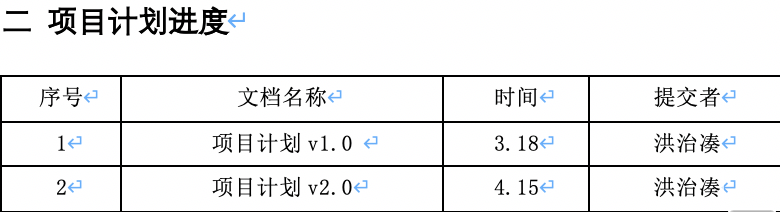 二 项目计划进度
序号 文档名称 时间 提交者
1 项目计划 v1.0 3.18 洪治凑
2 项目计划 v2.0 4.15 洪治凑